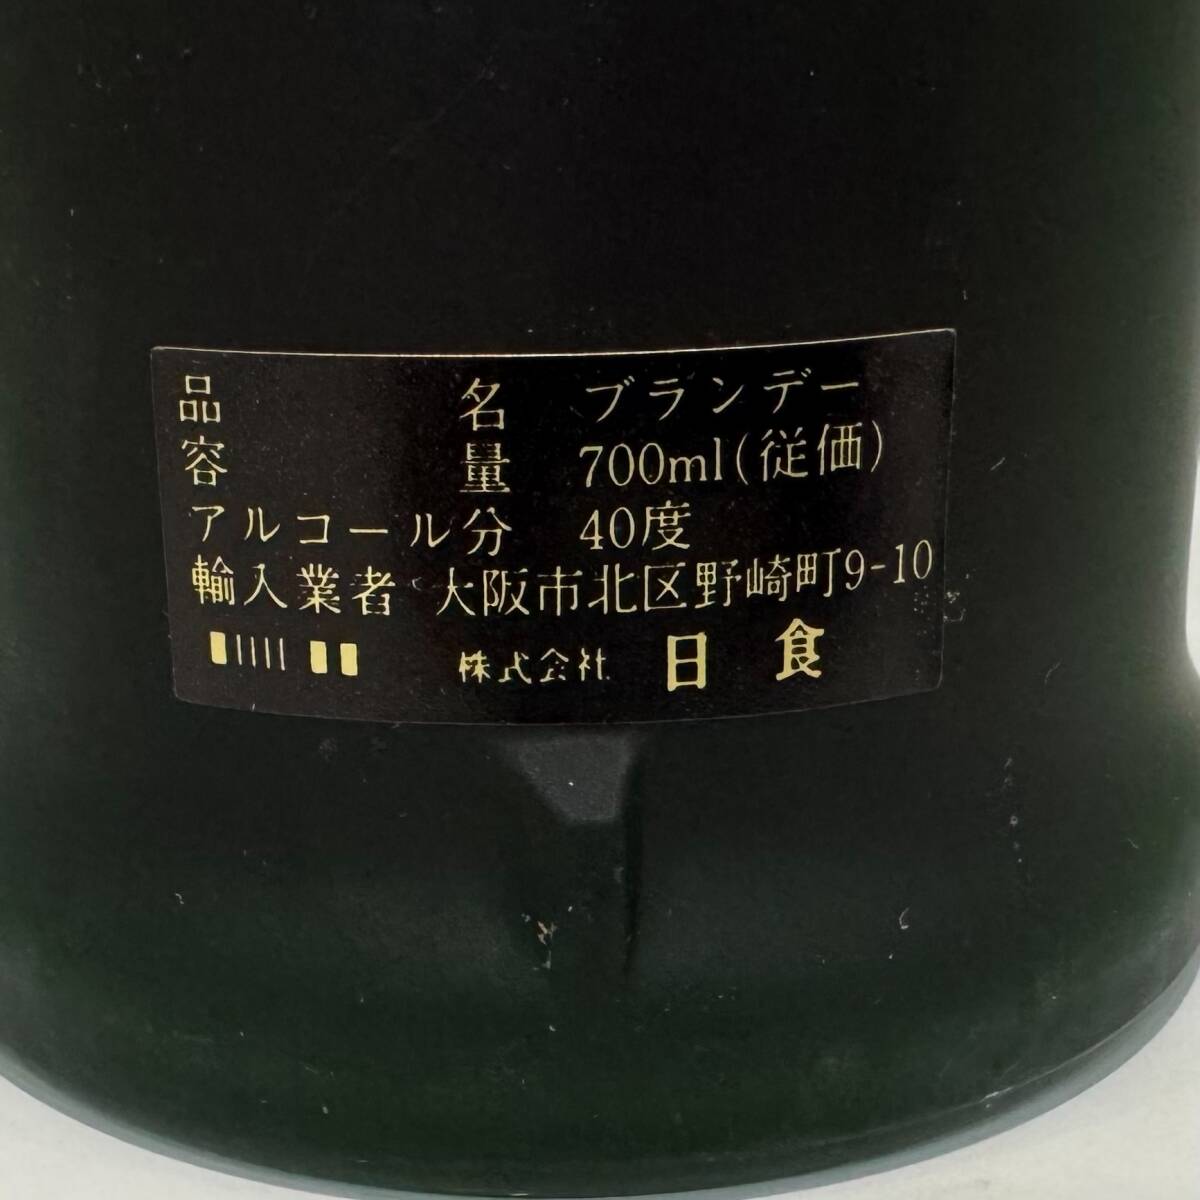 品名 ブランデー
容量 700ml(従価)
アルコール分 40度
輸入業者 大阪市北区野崎町9-10
株式会社 日食